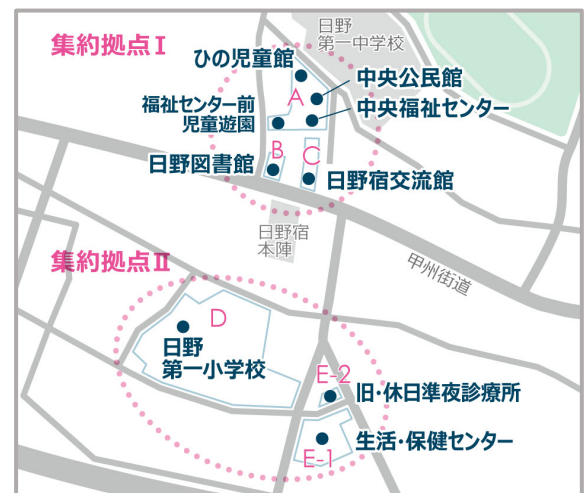 集約拠点Ⅰ
日野
第一中学校
ひの児童館
中央公民館
A
福祉センター前
児童遊園
中央福祉センター
B
C
日野図書館
日野宿交流館
日野宿
本陣
甲州街道
集約拠点Ⅱ
D
日野
第一小学校
E-2
旧・休日準夜診療所
生活・保健センター
E-1